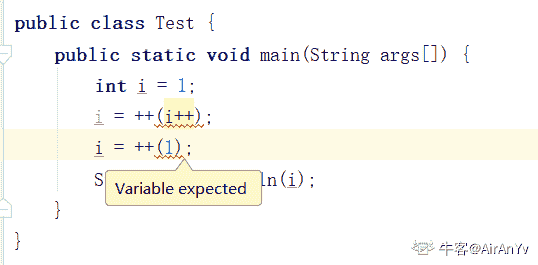 public class Test {
public static void main(String args[]) {
int i = 1;
i = ++(i++);
i = ++(1);
S ln(i);
Variable expected
}
}
牛客@AirAnYv